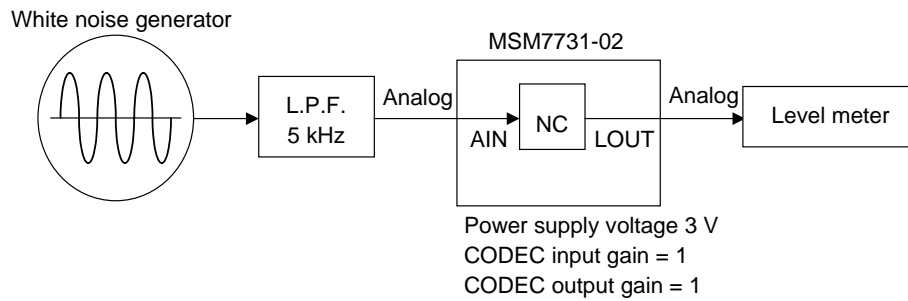 White noise generator
MSM7731-02
L.P.F.
5 kHz
Analog
AIN
NC
LOUT
Analog
Level meter
Power supply voltage 3 V
CODEC input gain = 1
CODEC output gain = 1